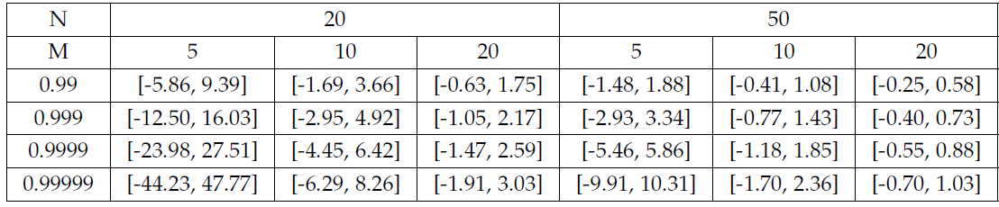 N 20 50
M 5 10 20 5 10 20
0.99 [-5.86, 9.39] [-1.69, 3.66] [-0.63, 1.75] [-1.48, 1.88] [-0.41, 1.08] [-0.25, 0.58]
0.999 [-12.50, 16.03] [-2.95, 4.92] [-1.05, 2.17] [-2.93, 3.34] [-0.77, 1.43] [-0.40, 0.73]
0.9999 [-23.98, 27.51] [-4.45, 6.42] [-1.47, 2.59] [-5.46, 5.86] [-1.18, 1.85] [-0.55, 0.88]
0.99999 [-44.23, 47.77] [-6.29, 8.26] [-1.91, 3.03] [-9.91, 10.31] [-1.70, 2.36] [-0.70, 1.03]